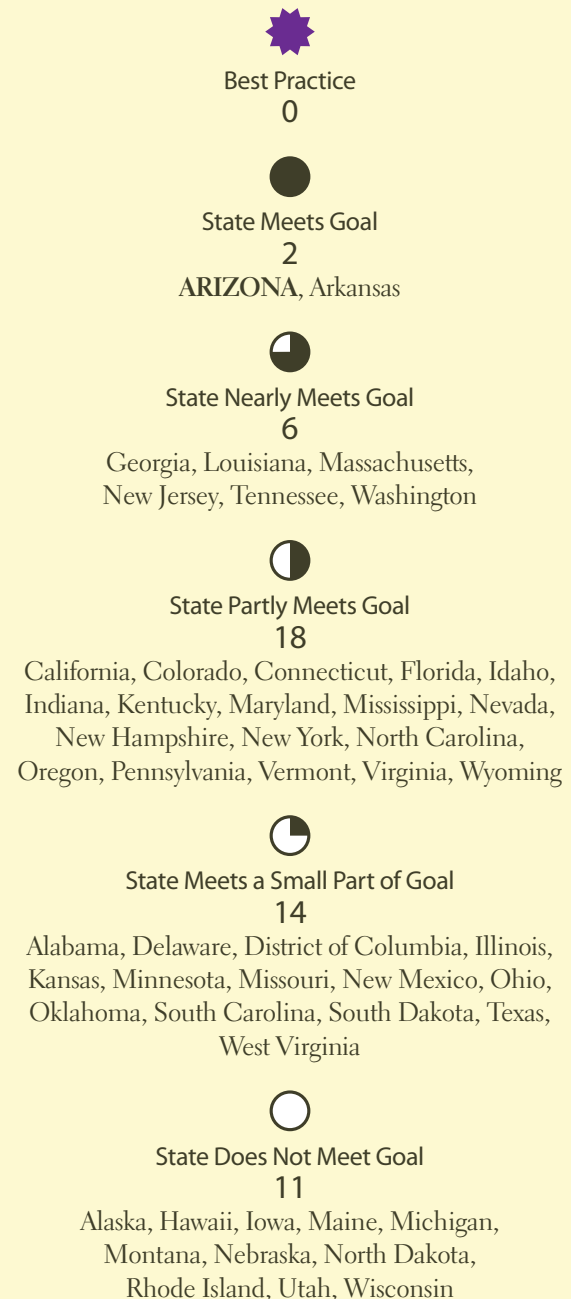 Best Practice
0
State Meets Goal
2
ARIZONA, Arkansas
State Nearly Meets Goal
6
Georgia, Louisiana, Massachusetts,
New Jersey, Tennessee, Washington
State Partly Meets Goal
18
California, Colorado, Connecticut, Florida, Idaho,
Indiana, Kentucky, Maryland, Mississippi, Nevada,
New Hampshire, New York, North Carolina,
Oregon, Pennsylvania, Vermont, Virginia, Wyoming
State Meets a Small Part of Goal
14
Alabama, Delaware, District of Columbia, Illinois,
Kansas, Minnesota, Missouri, New Mexico, Ohio,
Oklahoma, South Carolina, South Dakota, Texas,
West Virginia
State Does Not Meet Goal
11
Alaska, Hawaii, Iowa, Maine, Michigan,
Montana, Nebraska, North Dakota,
Rhode Island, Utah, Wisconsin